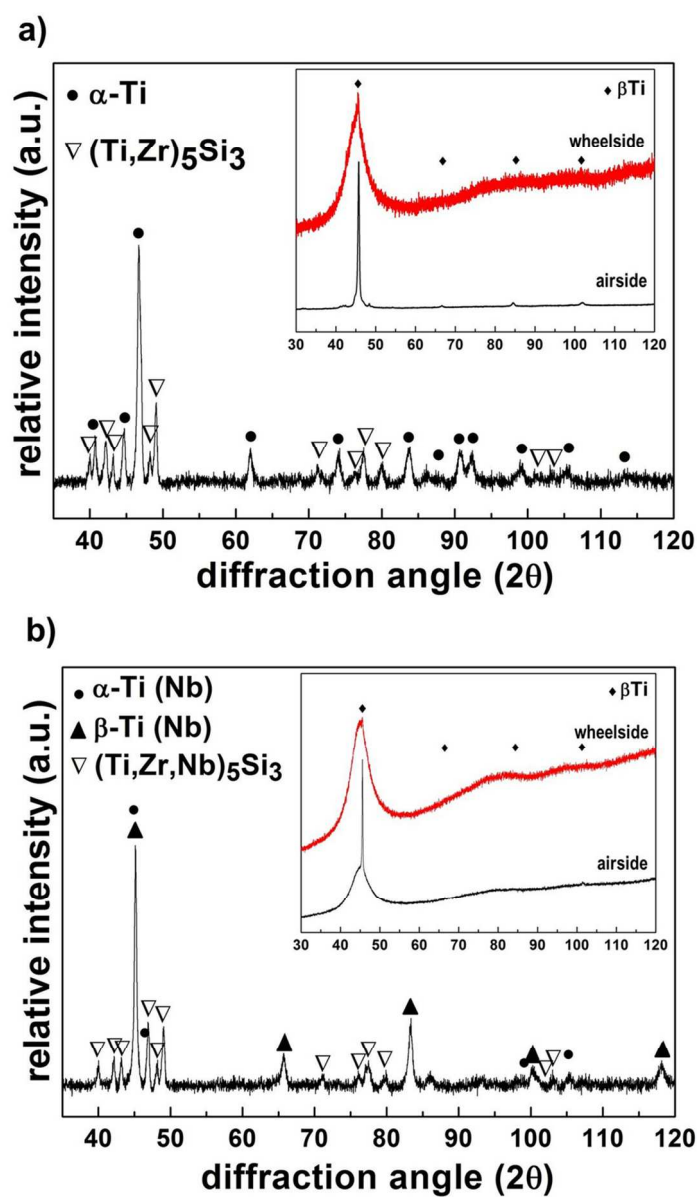 a)
relative intensity (a.u.)
● α-Ti
▽ (Ti,Zr)5Si3
♦ βTi
wheelside
airside
30 40 50 60 70 80 90 100 110 120
40 50 60 70 80 90 100 110 120
diffraction angle (2θ)
b)
relative intensity (a.u.)
● α-Ti (Nb)
▲ β-Ti (Nb)
▽ (Ti,Zr,Nb)5Si3
♦ βTi
wheelside
airside
30 40 50 60 70 80 90 100 110 120
40 50 60 70 80 90 100 110 120
diffraction angle (2θ)